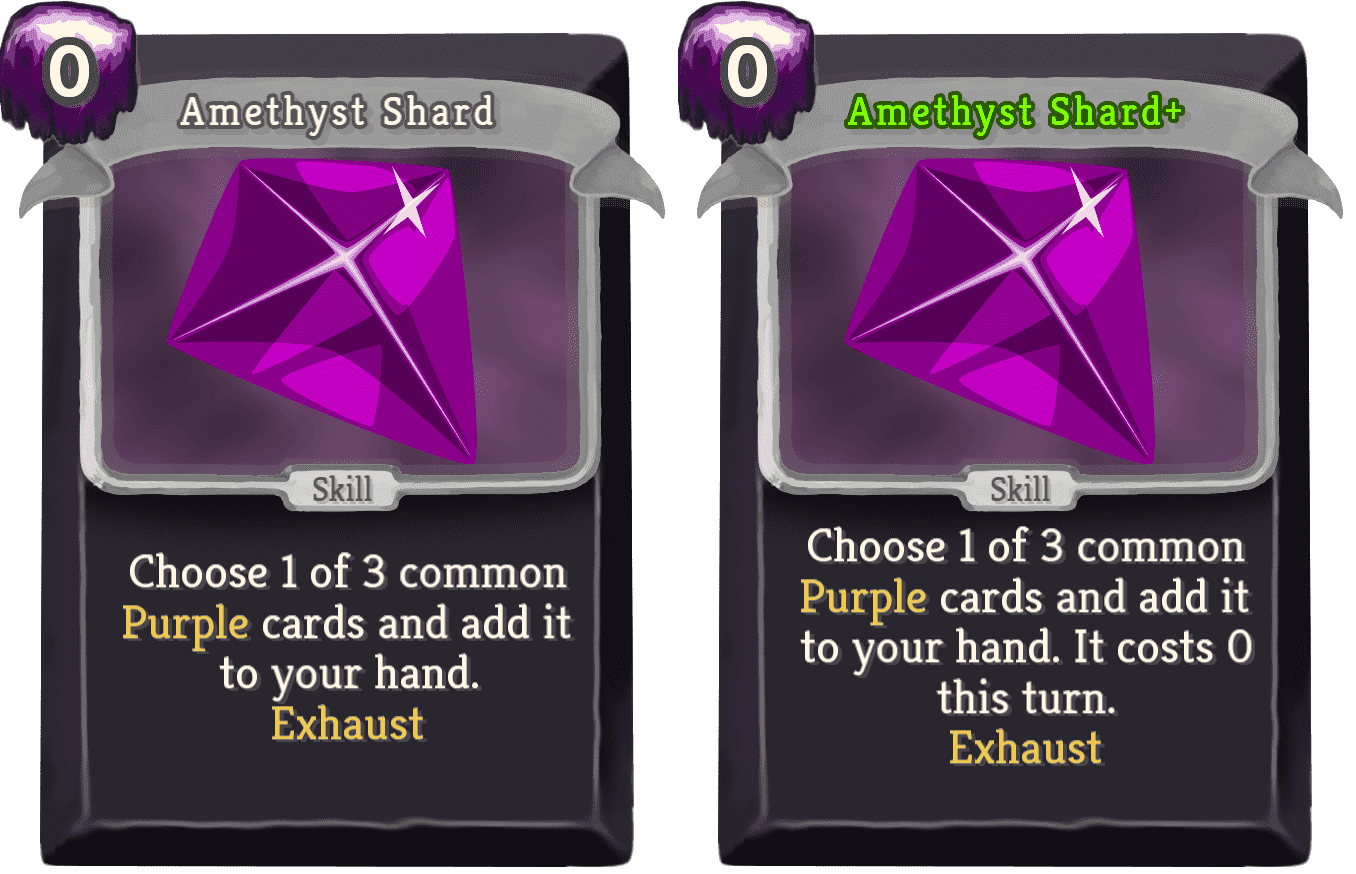 0
Amethyst Shard
Skill
Choose 1 of 3 common
Purple cards and add it
to your hand.
Exhaust
0
Amethyst Shard+
Skill
Choose 1 of 3 common
Purple cards and add it
to your hand. It costs 0
this turn.
Exhaust